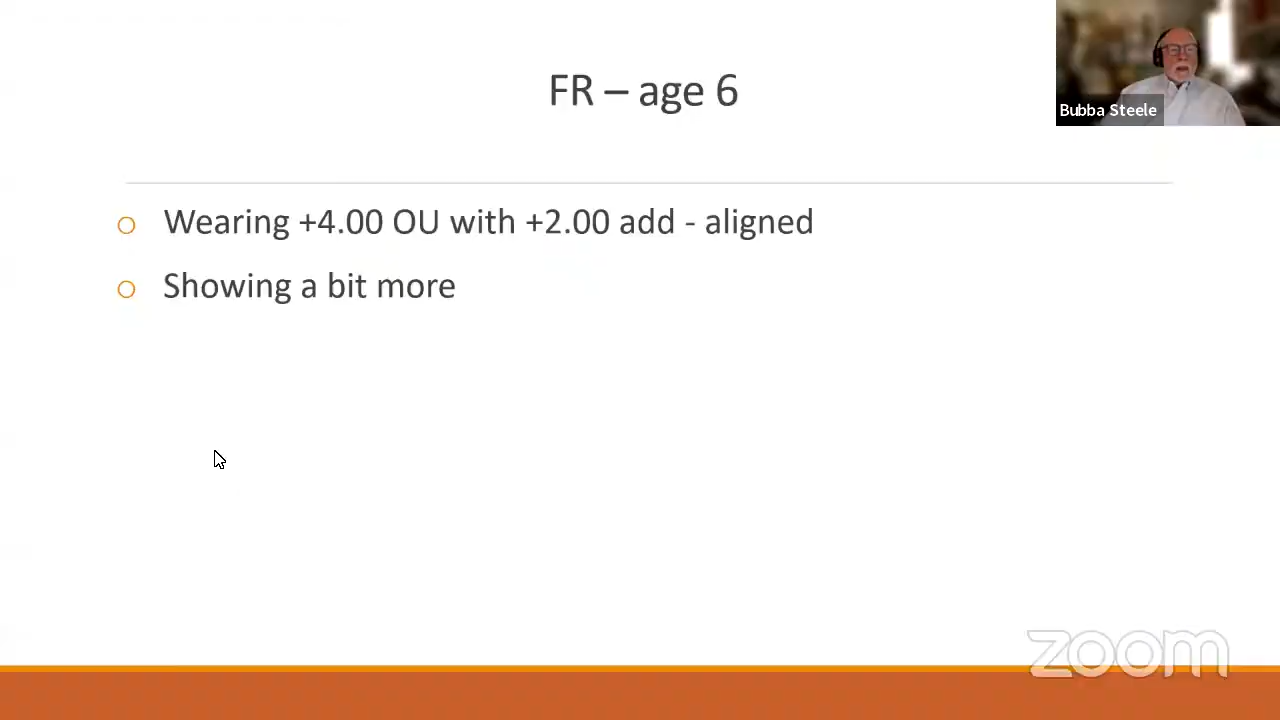 FR – age 6
Bubba Steele
o Wearing +4.00 OU with +2.00 add - aligned
o Showing a bit more
zoom